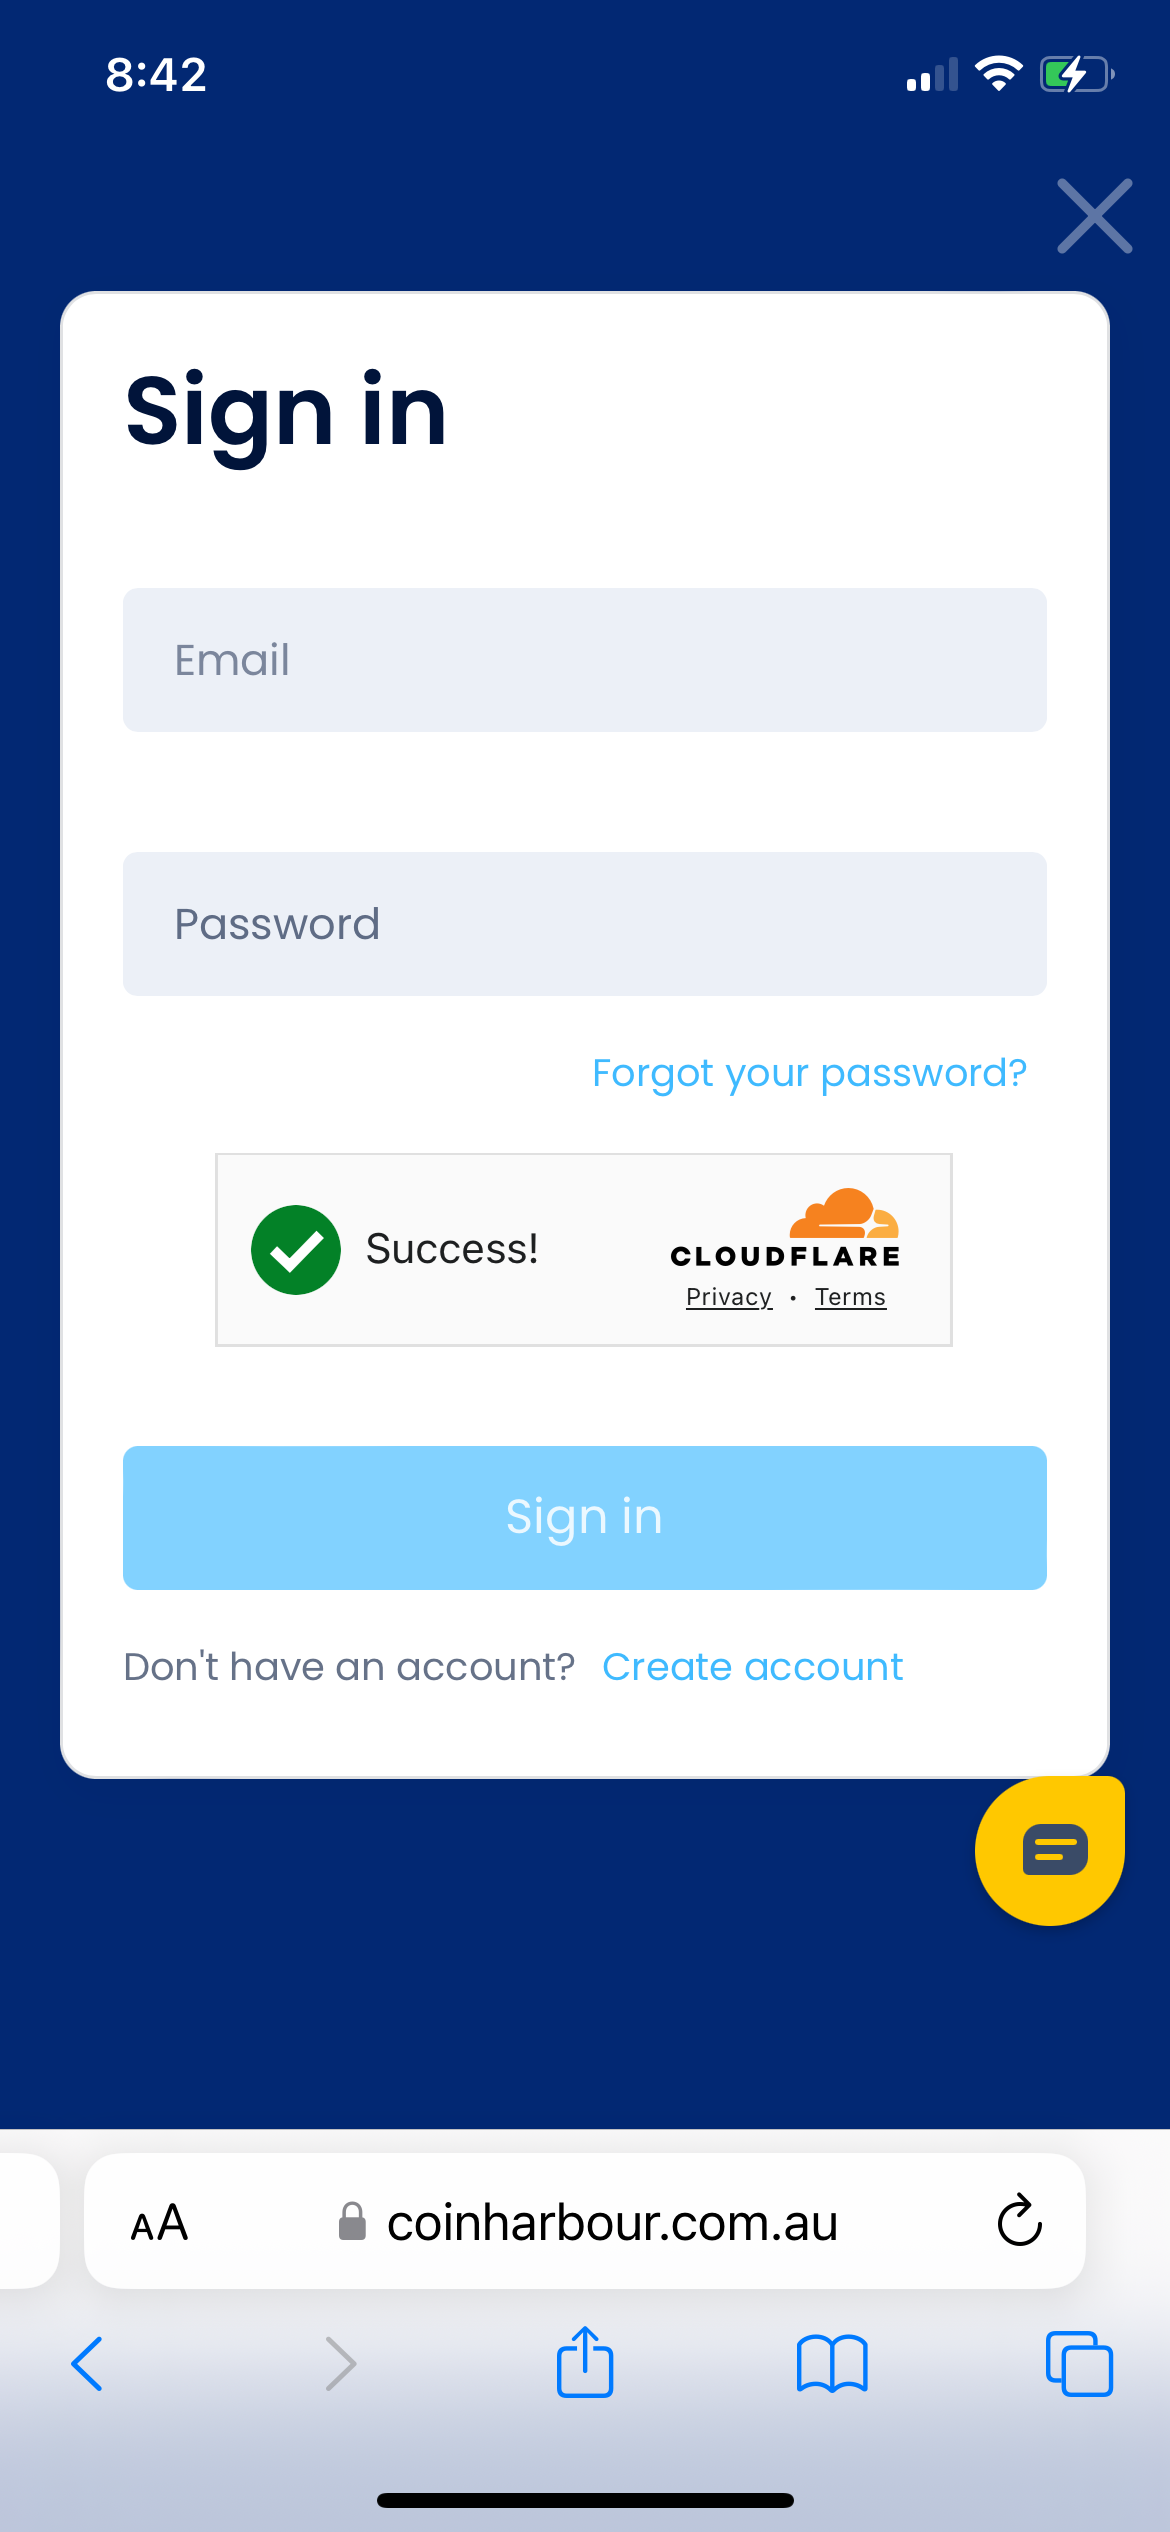 8:42
Sign in
Email
Password
Forgot your password?
Success!
CLOUDFLARE
Privacy • Terms
Sign in
Don't have an account? Create account
AA coinharbour.com.au